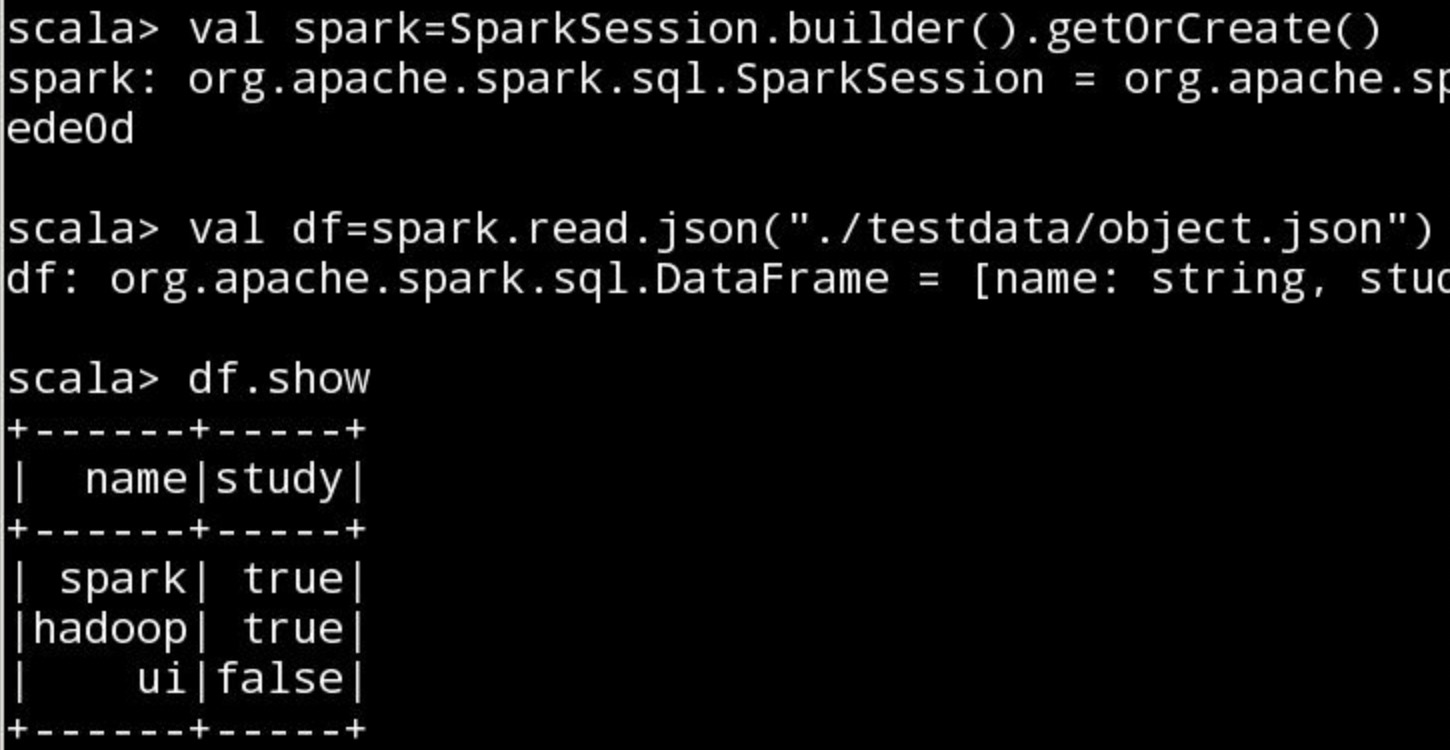 scala> val spark=SparkSession.builder().getOrCreate()
spark: org.apache.spark.sql.SparkSession = org.apache.sp
ede0d
scala> val df=spark.read.json("./testdata/object.json")
df: org.apache.spark.sql.DataFrame = [name: string, stud
scala> df.show
+------+-----+
|  name|study|
+------+-----+
| spark| true|
|hadoop| true|
|    ui|false|
+------+-----+